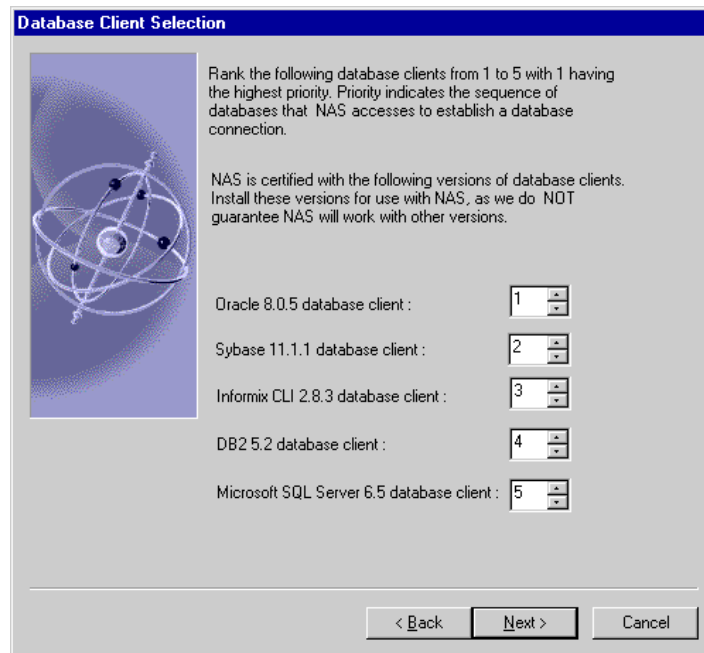 Database Client Selection
Rank the following database clients from 1 to 5 with 1 having
the highest priority. Priority indicates the sequence of
databases that NAS accesses to establish a database
connection.
NAS is certified with the following versions of database clients.
Install these versions for use with NAS, as we do NOT
guarantee NAS will work with other versions.
Oracle 8.0.5 database client : 1
Sybase 11.1.1 database client : 2
Informix CLI 2.8.3 database client : 3
DB2 5.2 database client : 4
Microsoft SQL Server 6.5 database client : 5
< Back Next > Cancel